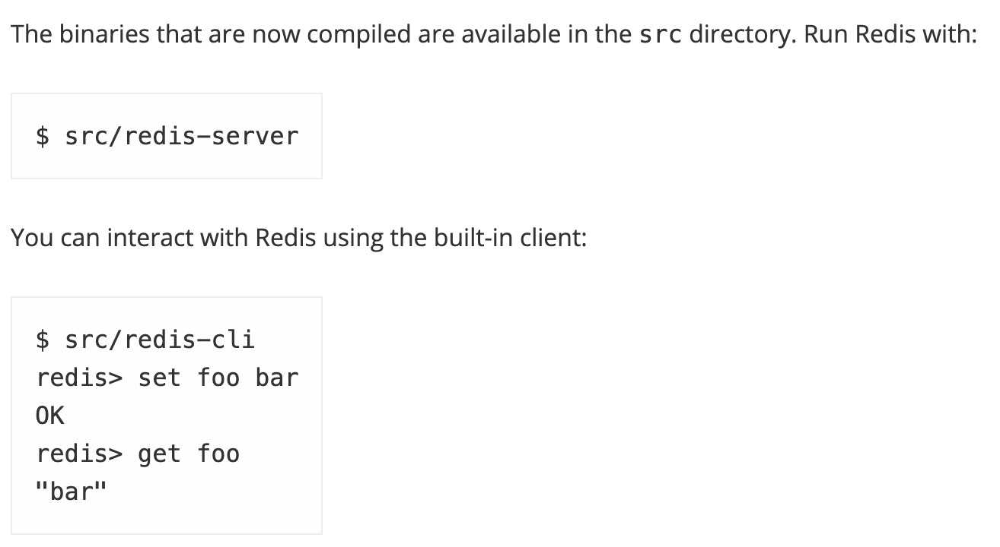 The binaries that are now compiled are available in the src directory. Run Redis with:
$ src/redis-server
You can interact with Redis using the built-in client:
$ src/redis-cli
redis> set foo bar
OK
redis> get foo
"bar"